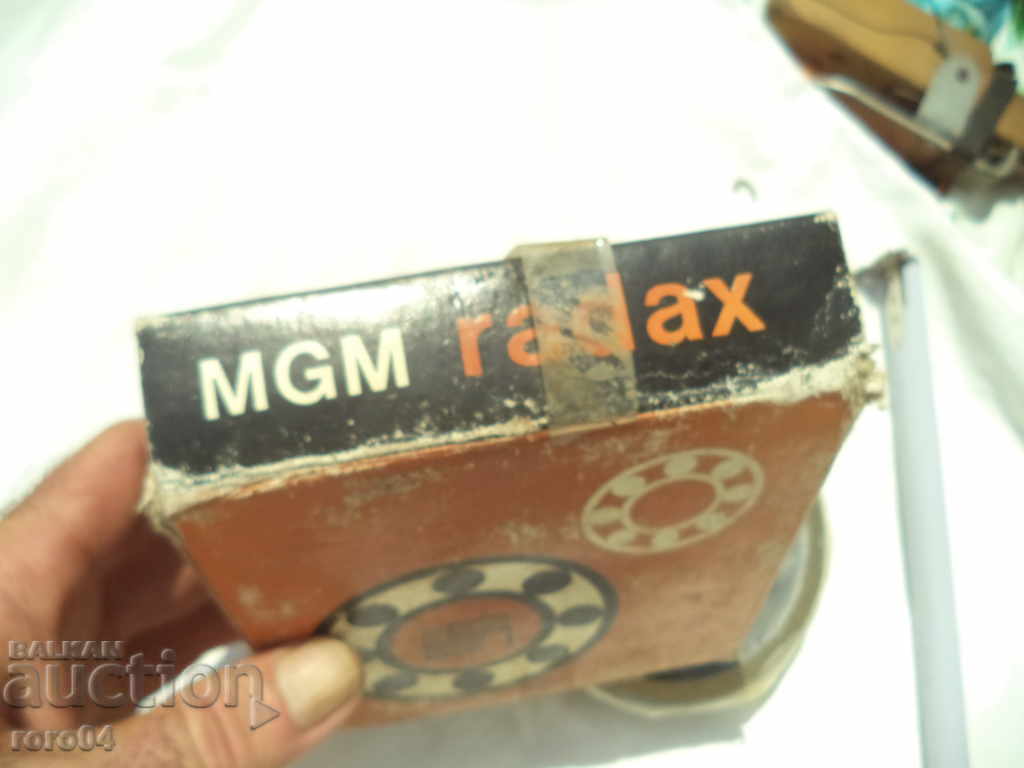 MGM radax
BALKAN
auction
roro04